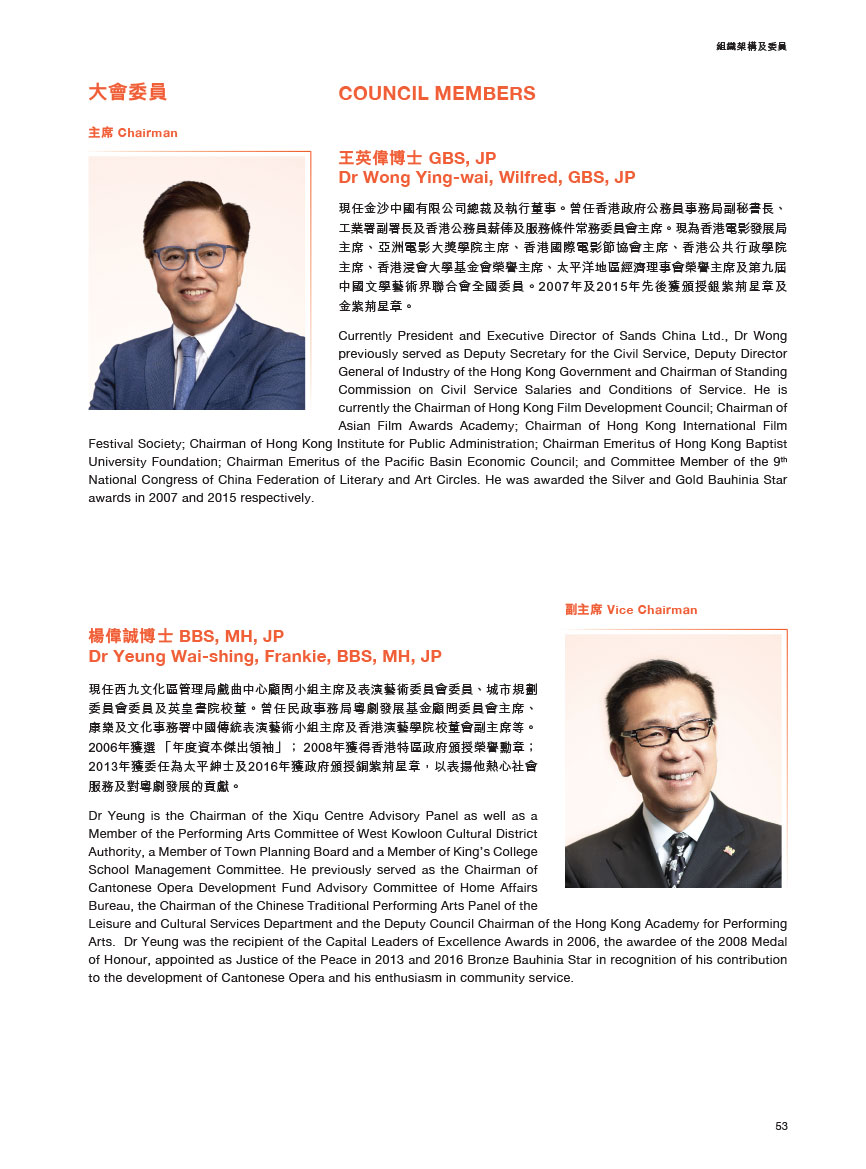 組織架構及委員
大會委員
COUNCIL MEMBERS
主席 Chairman
王英偉博士 GBS, JP
Dr Wong Ying-wai, Wilfred, GBS, JP
現任金沙中國有限公司總裁及執行董事。曾任香港政府公務員事務局副秘書長、
工業署副署長及香港公務員薪俸及服務條件常務委員會主席。現為香港電影發展局
主席、亞洲電影大獎學院主席、香港國際電影節協會主席、香港公共行政學院
主席、香港浸會大學基金會榮譽主席、太平洋地區經濟理事會榮譽主席及第九屆
中國文學藝術界聯合會全國委員。2007年及2015年先後獲頒授銀紫荊星章及
金紫荊星章。
Currently President and Executive Director of Sands China Ltd., Dr Wong
previously served as Deputy Secretary for the Civil Service, Deputy Director
General of Industry of the Hong Kong Government and Chairman of Standing
Commission on Civil Service Salaries and Conditions of Service. He is
currently the Chairman of Hong Kong Film Development Council; Chairman of
Asian Film Awards Academy; Chairman of Hong Kong International Film
Festival Society; Chairman of Hong Kong Institute for Public Administration; Chairman Emeritus of Hong Kong Baptist
University Foundation; Chairman Emeritus of the Pacific Basin Economic Council; and Committee Member of the 9th
National Congress of China Federation of Literary and Art Circles. He was awarded the Silver and Gold Bauhinia Star
awards in 2007 and 2015 respectively.
副主席 Vice Chairman
楊偉誠博士 BBS, MH, JP
Dr Yeung Wai-shing, Frankie, BBS, MH, JP
現任西九文化區管理局戲曲中心顧問小組主席及表演藝術委員會委員、城市規劃
委員會委員及英皇書院校董。曾任民政事務局粵劇發展基金顧問委員會主席、
康樂及文化事務署中國傳統表演藝術小組主席及香港演藝學院校董會副主席等。
2006年獲選「年度資本傑出領袖」；2008年獲得香港特區政府頒授榮譽勳章；
2013年獲委任為太平紳士及2016年獲政府頒授銅紫荊星章，以表揚他熱心社會
服務及對粵劇發展的貢獻。
Dr Yeung is the Chairman of the Xiqu Centre Advisory Panel as well as a
Member of the Performing Arts Committee of West Kowloon Cultural District
Authority, a Member of Town Planning Board and a Member of King's College
School Management Committee. He previously served as the Chairman of
Cantonese Opera Development Fund Advisory Committee of Home Affairs
Bureau, the Chairman of the Chinese Traditional Performing Arts Panel of the
Leisure and Cultural Services Department and the Deputy Council Chairman of the Hong Kong Academy for Performing
Arts. Dr Yeung was the recipient of the Capital Leaders of Excellence Awards in 2006, the awardee of the 2008 Medal
of Honour, appointed as Justice of the Peace in 2013 and 2016 Bronze Bauhinia Star in recognition of his contribution
to the development of Cantonese Opera and his enthusiasm in community service.
53